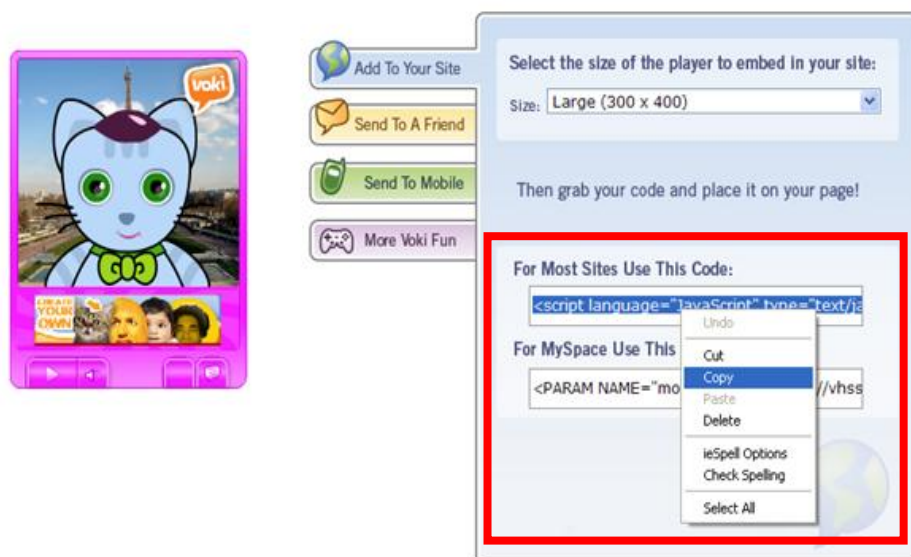 voki
CREATE
YOUR
OWN
Add To Your Site
Send To A Friend
Send To Mobile
More Voki Fun
Select the size of the player to embed in your site:
Size: Large (300 x 400)
Then grab your code and place it on your page!
For Most Sites Use This Code:
<script language="JavaScript" type="text/ja
For MySpace Use This
<PARAM NAME="mo //vhss
Undo
Cut
Copy
Paste
Delete
ieSpell Options
Check Spelling
Select All